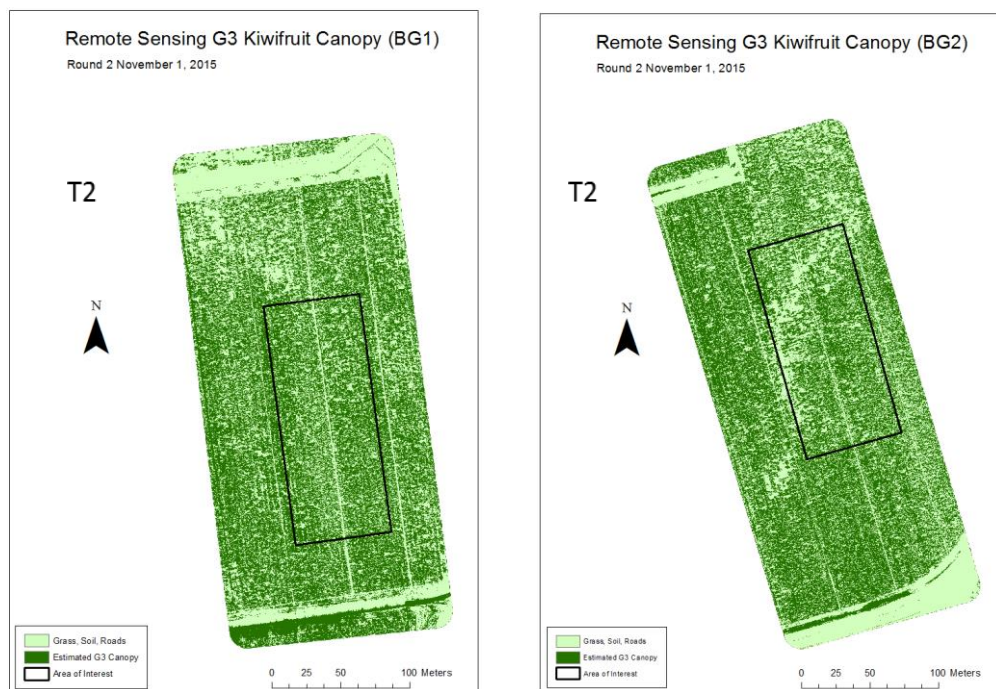 Remote Sensing G3 Kiwifruit Canopy (BG1)
Round 2 November 1, 2015
T2
N
Grass, Soil, Roads
Estimated G3 Canopy
Area of Interest
0 25 50 100 Meters
Remote Sensing G3 Kiwifruit Canopy (BG2)
Round 2 November 1, 2015
T2
N
Grass, Soil, Roads
Estimated G3 Canopy
Area of Interest
0 25 50 100 Meters